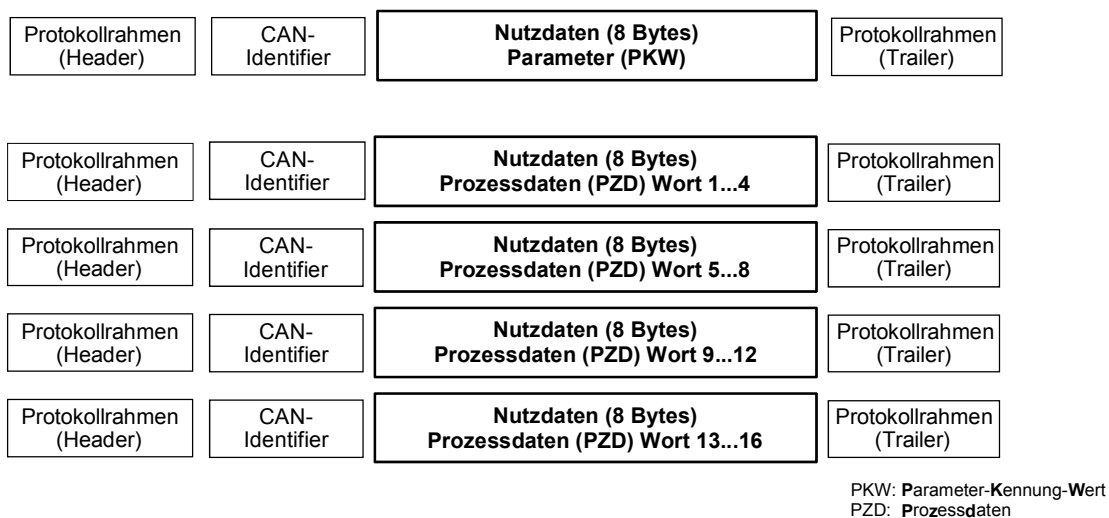 Protokollrahmen (Header) CAN-Identifier Nutzdaten (8 Bytes) Parameter (PKW) Protokollrahmen (Trailer)
Protokollrahmen (Header) CAN-Identifier Nutzdaten (8 Bytes) Prozessdaten (PZD) Wort 1...4 Protokollrahmen (Trailer)
Protokollrahmen (Header) CAN-Identifier Nutzdaten (8 Bytes) Prozessdaten (PZD) Wort 5...8 Protokollrahmen (Trailer)
Protokollrahmen (Header) CAN-Identifier Nutzdaten (8 Bytes) Prozessdaten (PZD) Wort 9...12 Protokollrahmen (Trailer)
Protokollrahmen (Header) CAN-Identifier Nutzdaten (8 Bytes) Prozessdaten (PZD) Wort 13...16 Protokollrahmen (Trailer)
PKW: Parameter-Kennung-Wert
PZD: Prozessdaten